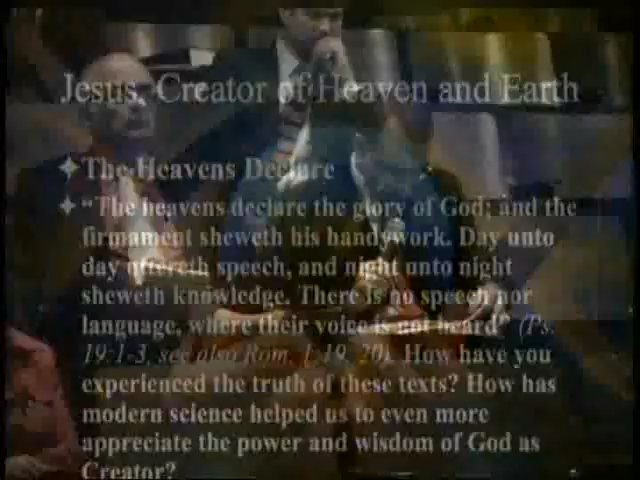 Jesus, Creator of Heaven and Earth
The Heavens Declare
“The heavens declare the glory of God; and the
firmament sheweth his handywork. Day unto
day uttereth speech, and night unto night
sheweth knowledge. There is no speech nor
language, where their voice is not heard” (Ps.
19:1-3, see also Rom. 1:19, 20). How have you
experienced the truth of these texts? How has
modern science helped us to even more
appreciate the power and wisdom of God as
Creator?